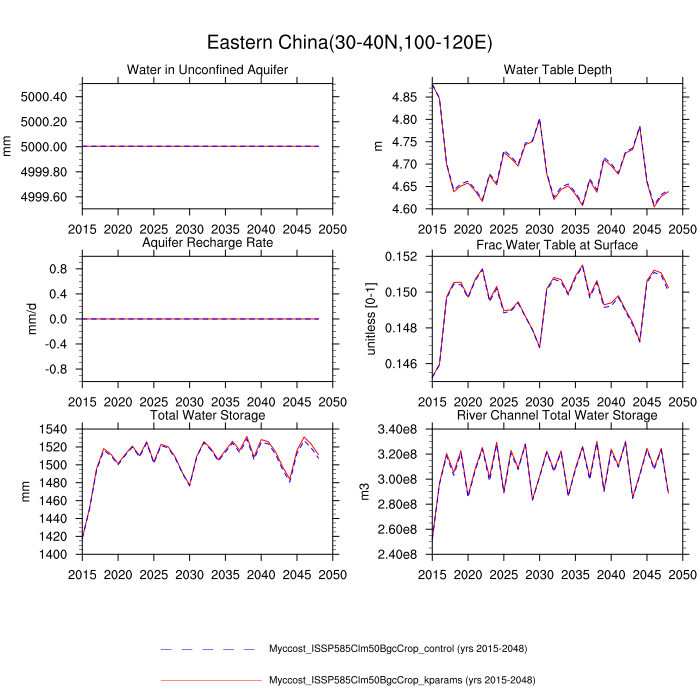 Eastern China(30-40N,100-120E)
Water in Unconfined Aquifer
5000.40
5000.20
5000.00
4999.80
4999.60
mm
2015 2020 2025 2030 2035 2040 2045 2050
Water Table Depth
4.85
4.80
4.75
4.70
4.65
4.60
m
2015 2020 2025 2030 2035 2040 2045 2050
Aquifer Recharge Rate
0.8
0.4
0.0
-0.4
-0.8
mm/d
2015 2020 2025 2030 2035 2040 2045 2050
Frac Water Table at Surface
0.152
0.150
0.148
0.146
unitless [0-1]
2015 2020 2025 2030 2035 2040 2045 2050
Total Water Storage
1540
1520
1500
1480
1460
1440
1420
1400
mm
2015 2020 2025 2030 2035 2040 2045 2050
River Channel Total Water Storage
3.40e8
3.20e8
3.00e8
2.80e8
2.60e8
2.40e8
m3
2015 2020 2025 2030 2035 2040 2045 2050
Myccost_ISSP585Clm50BgcCrop_control (yrs 2015-2048)
Myccost_ISSP585Clm50BgcCrop_kparams (yrs 2015-2048)